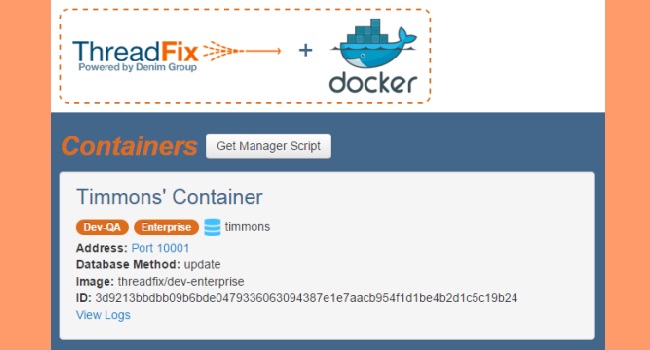 ThreadFix + docker
Powered by Denim Group
Containers Get Manager Script
Timmons' Container
Dev-QA Enterprise timmons
Address: Port 10001
Database Method: update
Image: threadfix/dev-enterprise
ID: 3d9213bbdbb09b6bde0479336063094387e1e7aacb954f1d1be4b2d1c5c19b24
View Logs